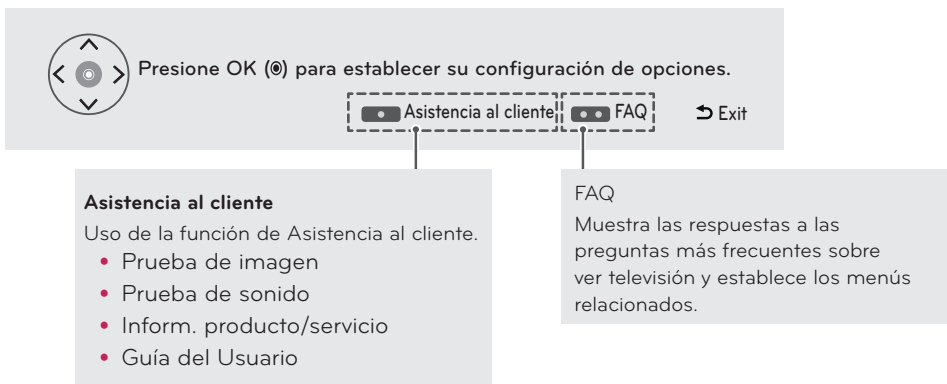 Presione OK (◉) para establecer su configuración de opciones.
Asistencia al cliente FAQ Exit
Asistencia al cliente
Uso de la función de Asistencia al cliente.
• Prueba de imagen
• Prueba de sonido
• Inform. producto/servicio
• Guía del Usuario
FAQ
Muestra las respuestas a las
preguntas más frecuentes sobre
ver televisión y establece los menús
relacionados.